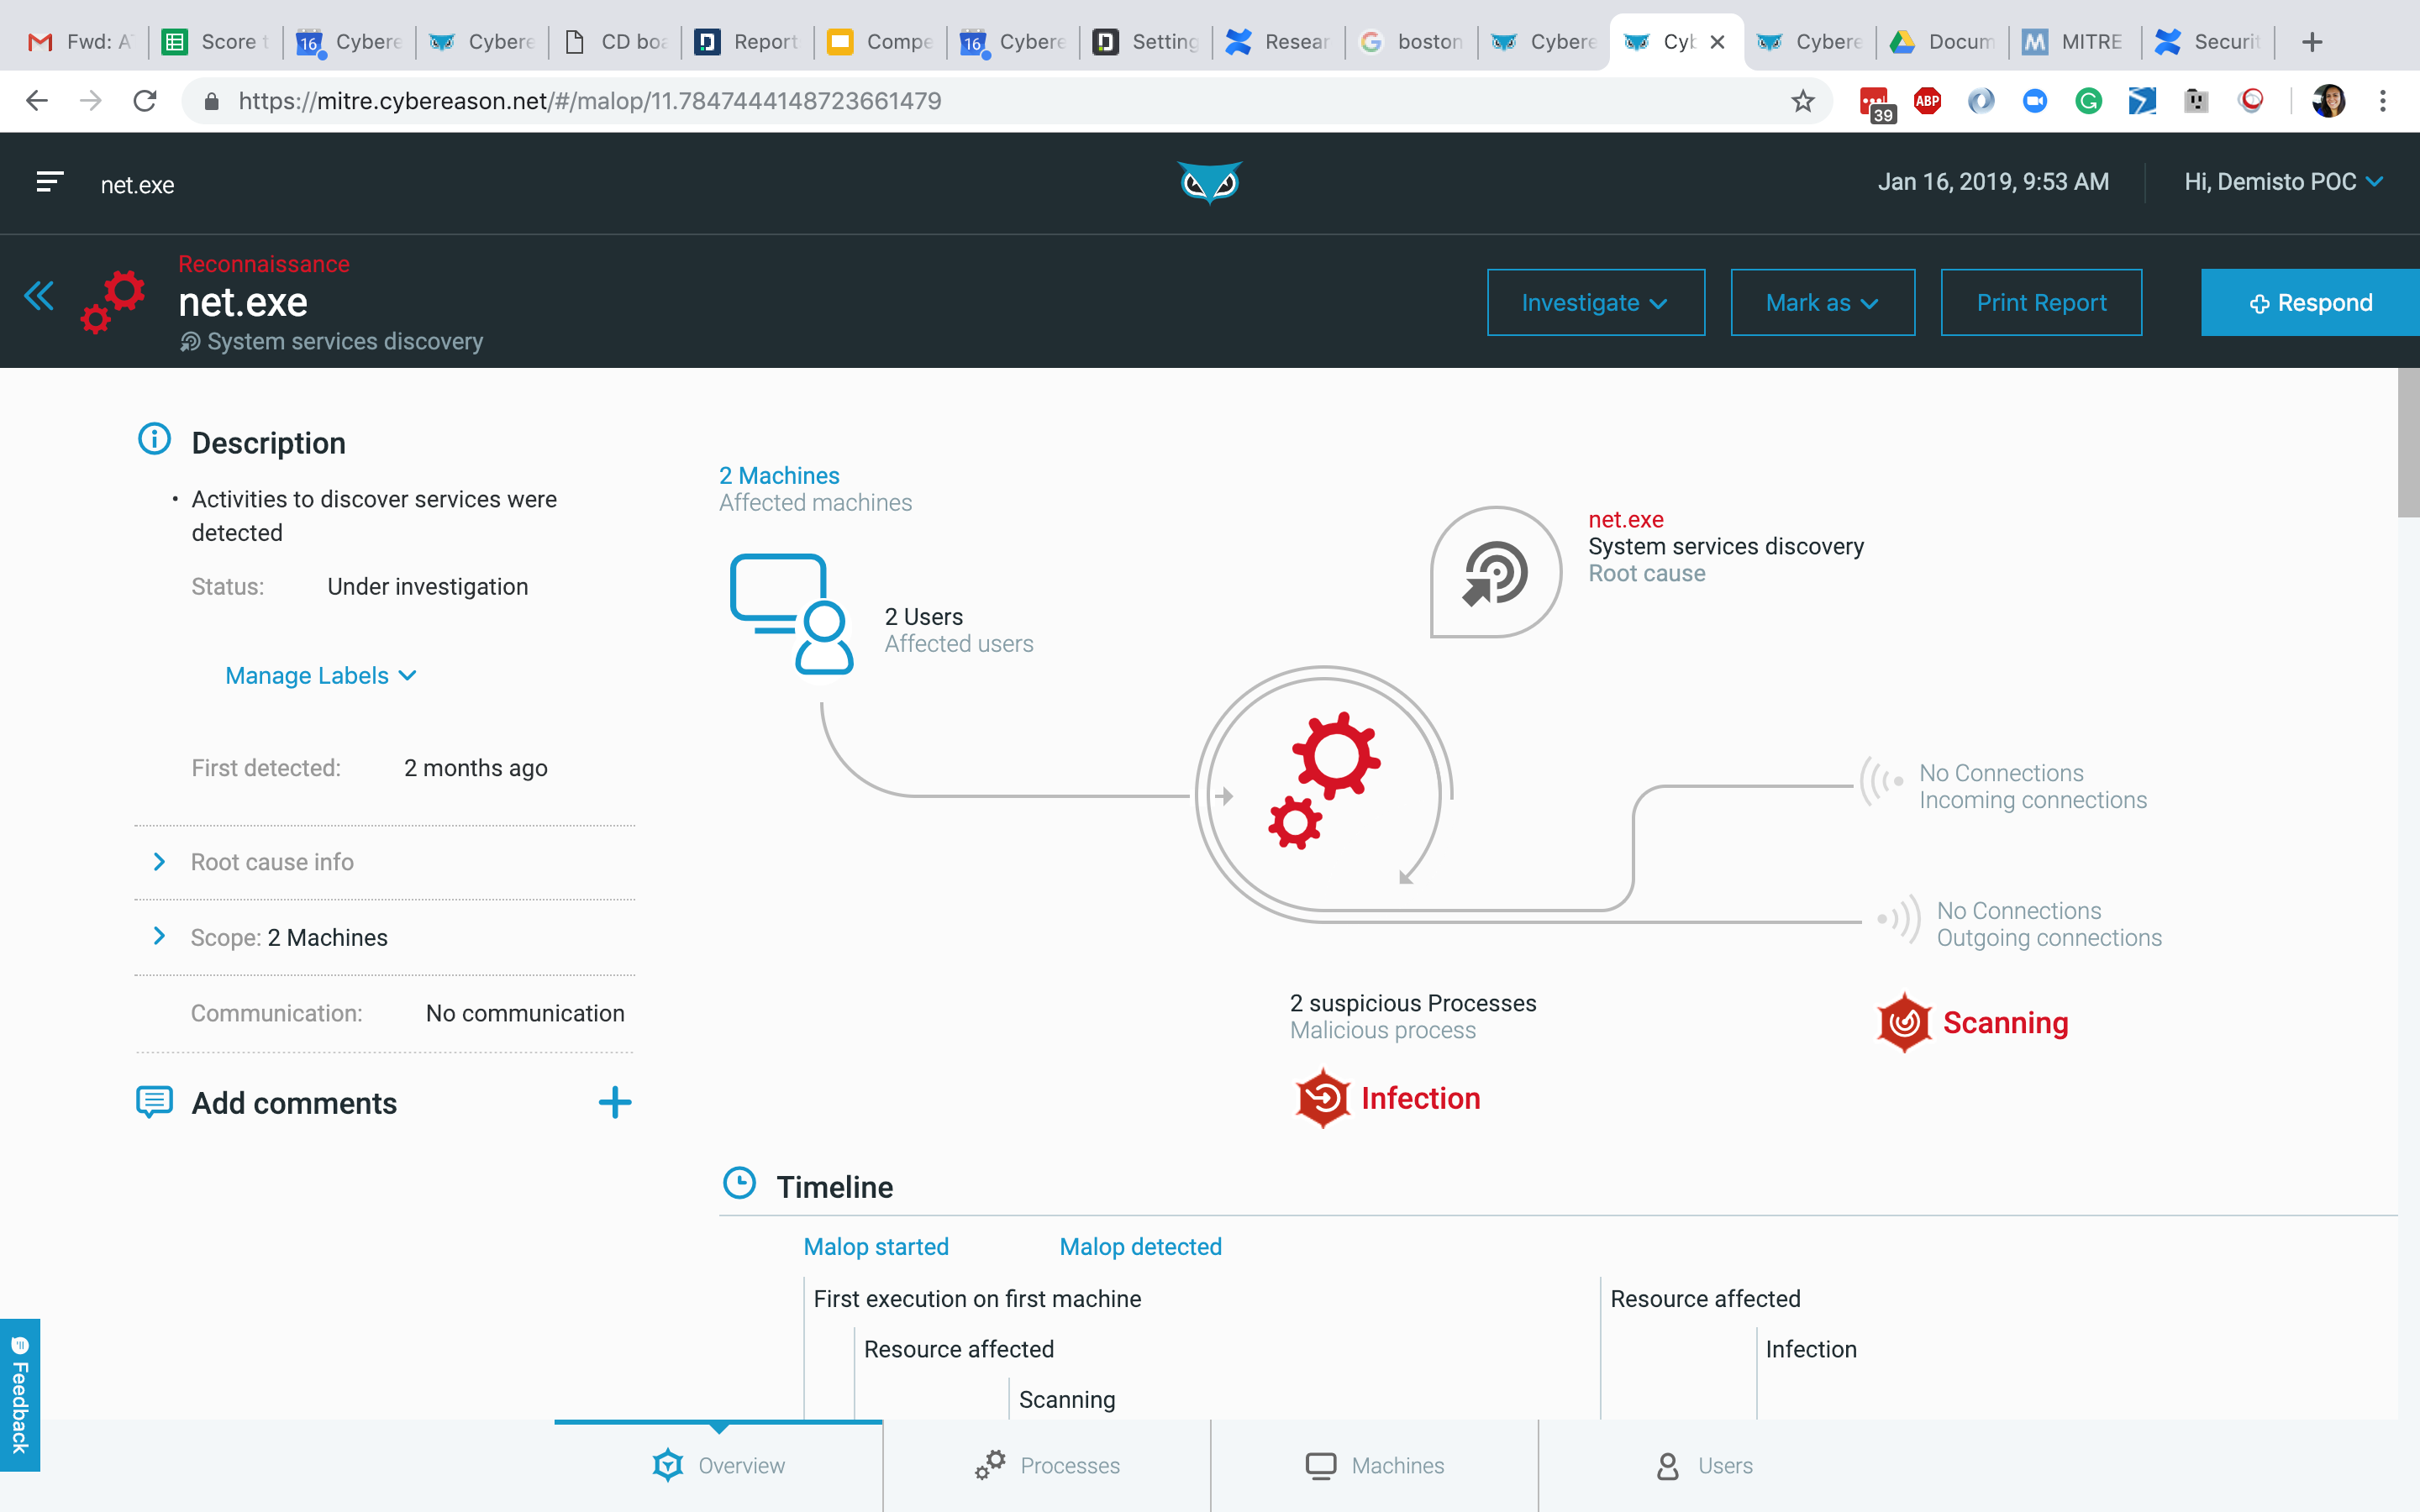 Fwd: A
Score t
16
Cybere
Cybere
CD boa
Report
Compe
16
Cybere
Setting
Resear
boston
Cybere
Cyb
Cybere
Docum
MITRE
Securit
https://mitre.cybereason.net/#/malop/11.7847444148723661479
39
ABP
net.exe
Jan 16, 2019, 9:53 AM
Hi, Demisto POC
Reconnaissance
net.exe
System services discovery
Investigate
Mark as
Print Report
Respond
Description
• Activities to discover services were
detected
Status: Under investigation
Manage Labels
First detected: 2 months ago
Root cause info
Scope: 2 Machines
Communication: No communication
Add comments
2 Machines
Affected machines
2 Users
Affected users
net.exe
System services discovery
Root cause
No Connections
Incoming connections
No Connections
Outgoing connections
2 suspicious Processes
Malicious process
Infection
Scanning
Timeline
Malop started
Malop detected
First execution on first machine
Resource affected
Resource affected
Infection
Scanning
Feedback
Overview
Processes
Machines
Users